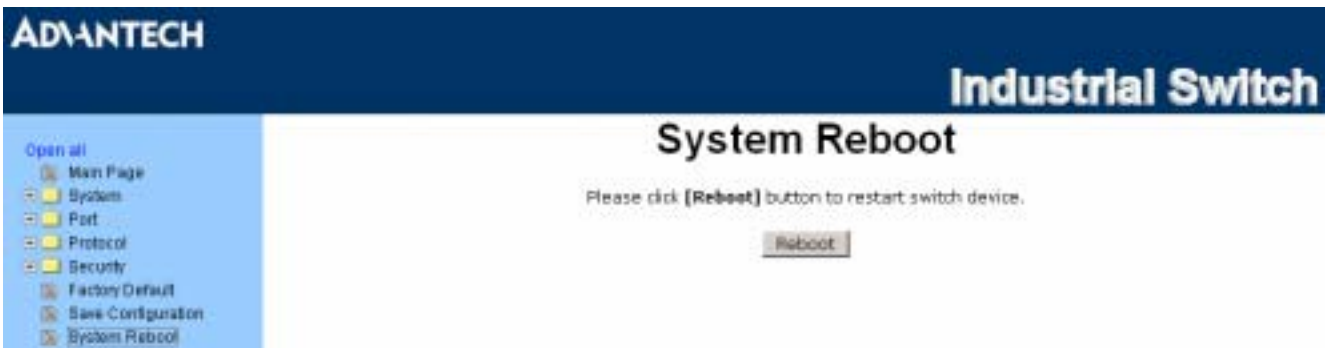 ADVANTECH
Industrial Switch
Open all
Main Page
System
Port
Protocol
Security
Factory Default
Save Configuration
System Reboot
System Reboot
Please click [Reboot] button to restart switch device.
Reboot